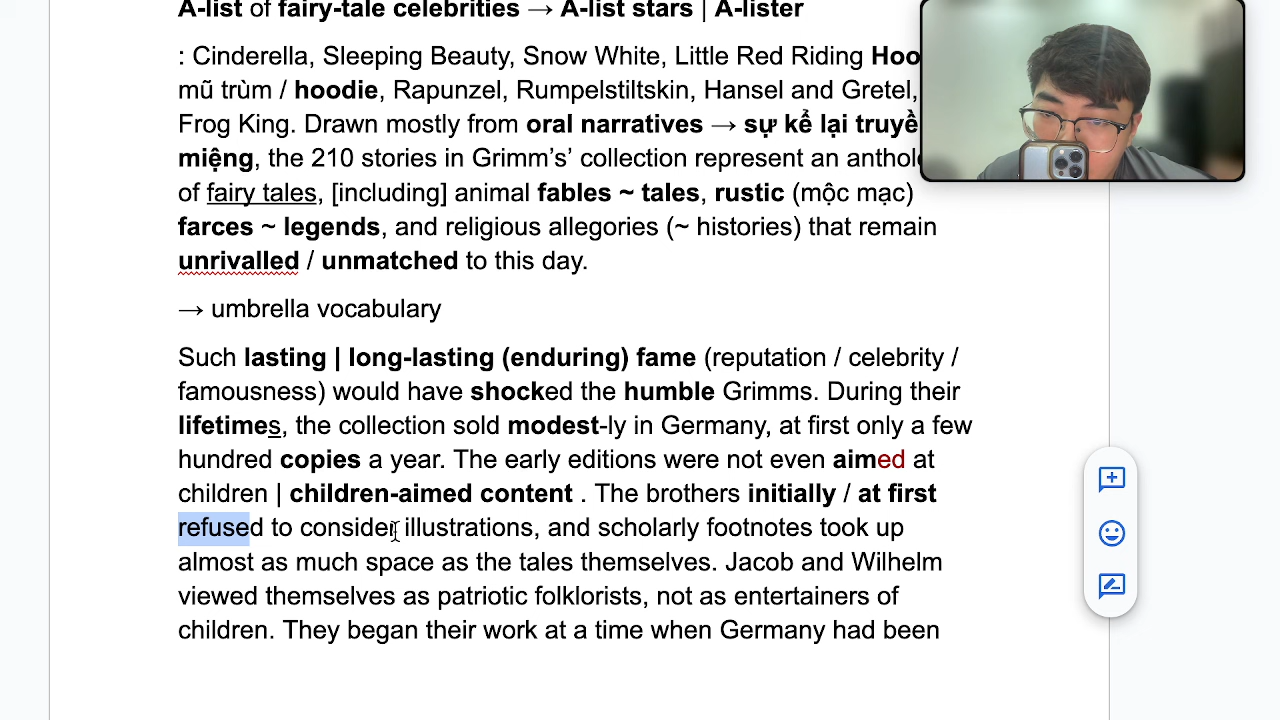 A-list of fairy-tale celebrities → A-list stars | A-lister
: Cinderella, Sleeping Beauty, Snow White, Little Red Riding
mũ trùm / hoodie, Rapunzel, Rumpelstiltskin, Hansel and Gretel,
Frog King. Drawn mostly from oral narratives → sự kể lại
miệng, the 210 stories in Grimm’s’ collection represent an
of fairy tales, [including] animal fables ~ tales, rustic (mộc mạc)
farces ~ legends, and religious allegories (~ histories) that remain
unrivalled / unmatched to this day.
→ umbrella vocabulary
Such lasting | long-lasting (enduring) fame (reputation / celebrity /
famousness) would have shocked the humble Grimms. During their
lifetimes, the collection sold modest-ly in Germany, at first only a few
hundred copies a year. The early editions were not even aimed at
children | children-aimed content . The brothers initially / at first
refused to consider illustrations, and scholarly footnotes took up
almost as much space as the tales themselves. Jacob and Wilhelm
viewed themselves as patriotic folklorists, not as entertainers of
children. They began their work at a time when Germany had been